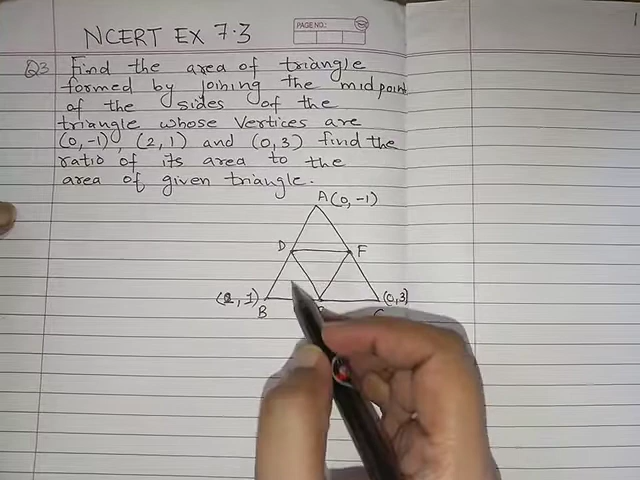 NCERT EX 7.3
PAGE NO.:
Q3 Find the area of triangle
formed by joining the midpoint
of the sides of the
triangle whose vertices are
(0,-1), (2,1) and (0,3) find the
ratio of its area to the
area of given triangle.
A(0,-1)
D F
(2,1) (0,3)
B C